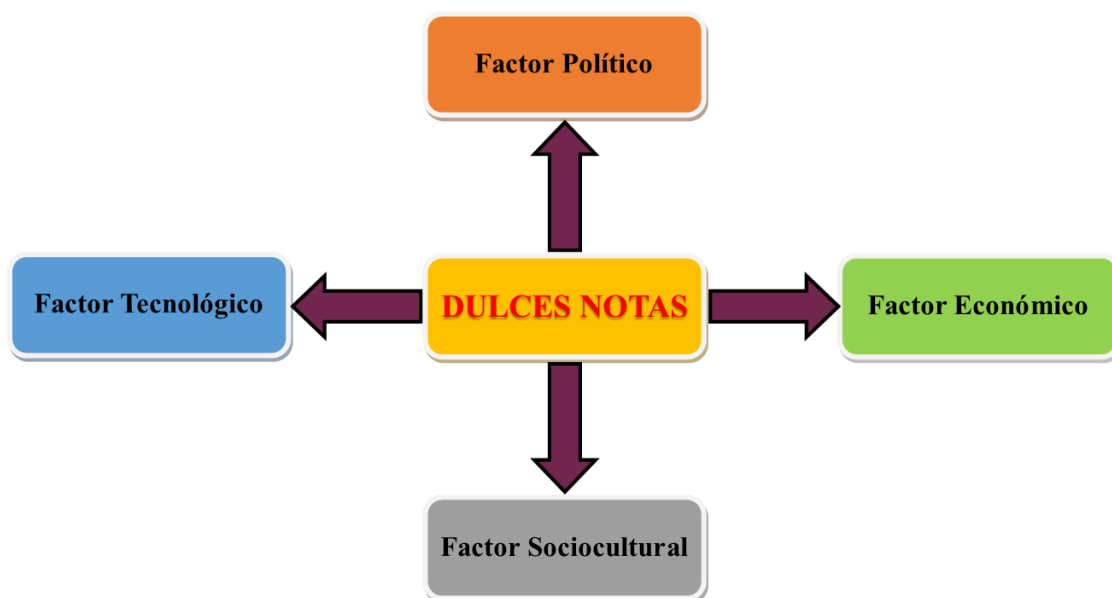 Factor Político
Factor Tecnológico
DULCES NOTAS
Factor Económico
Factor Sociocultural